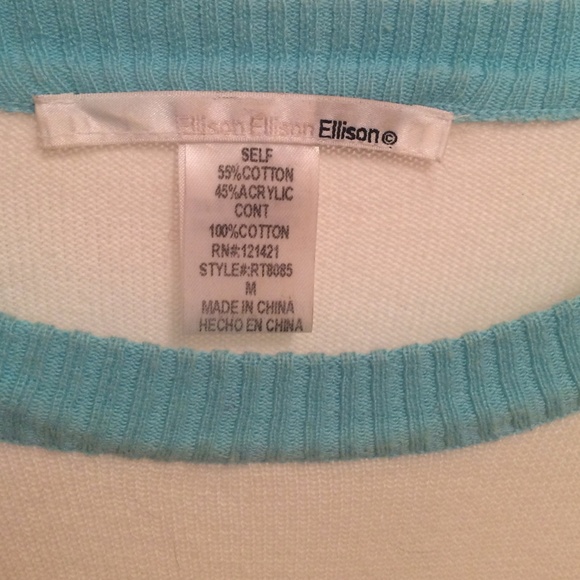 Ellison Ellison Ellison©
SELF
55%COTTON
45%ACRYLIC
CONT
100%COTTON
RN#:121421
STYLE#:RT8085
M
MADE IN CHINA
HECHO EN CHINA